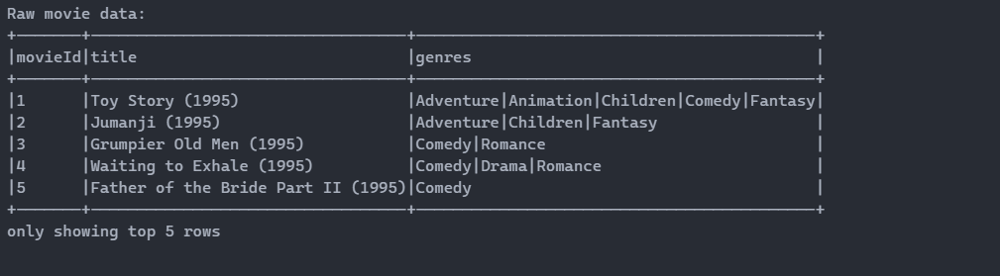 Raw movie data:
+-------+----------------------------------+-------------------------------------------+
|movieId|title                             |genres                                     |
+-------+----------------------------------+-------------------------------------------+
|1      |Toy Story (1995)                  |Adventure|Animation|Children|Comedy|Fantasy|
|2      |Jumanji (1995)                    |Adventure|Children|Fantasy                 |
|3      |Grumpier Old Men (1995)           |Comedy|Romance                             |
|4      |Waiting to Exhale (1995)          |Comedy|Drama|Romance                       |
|5      |Father of the Bride Part II (1995)|Comedy                                     |
+-------+----------------------------------+-------------------------------------------+
only showing top 5 rows